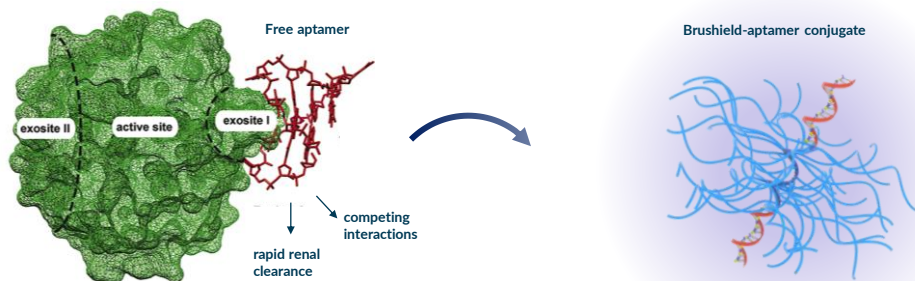 Free aptamer
exosite II
active site
exosite I
competing
interactions
rapid renal
clearance
Brushield-aptamer conjugate